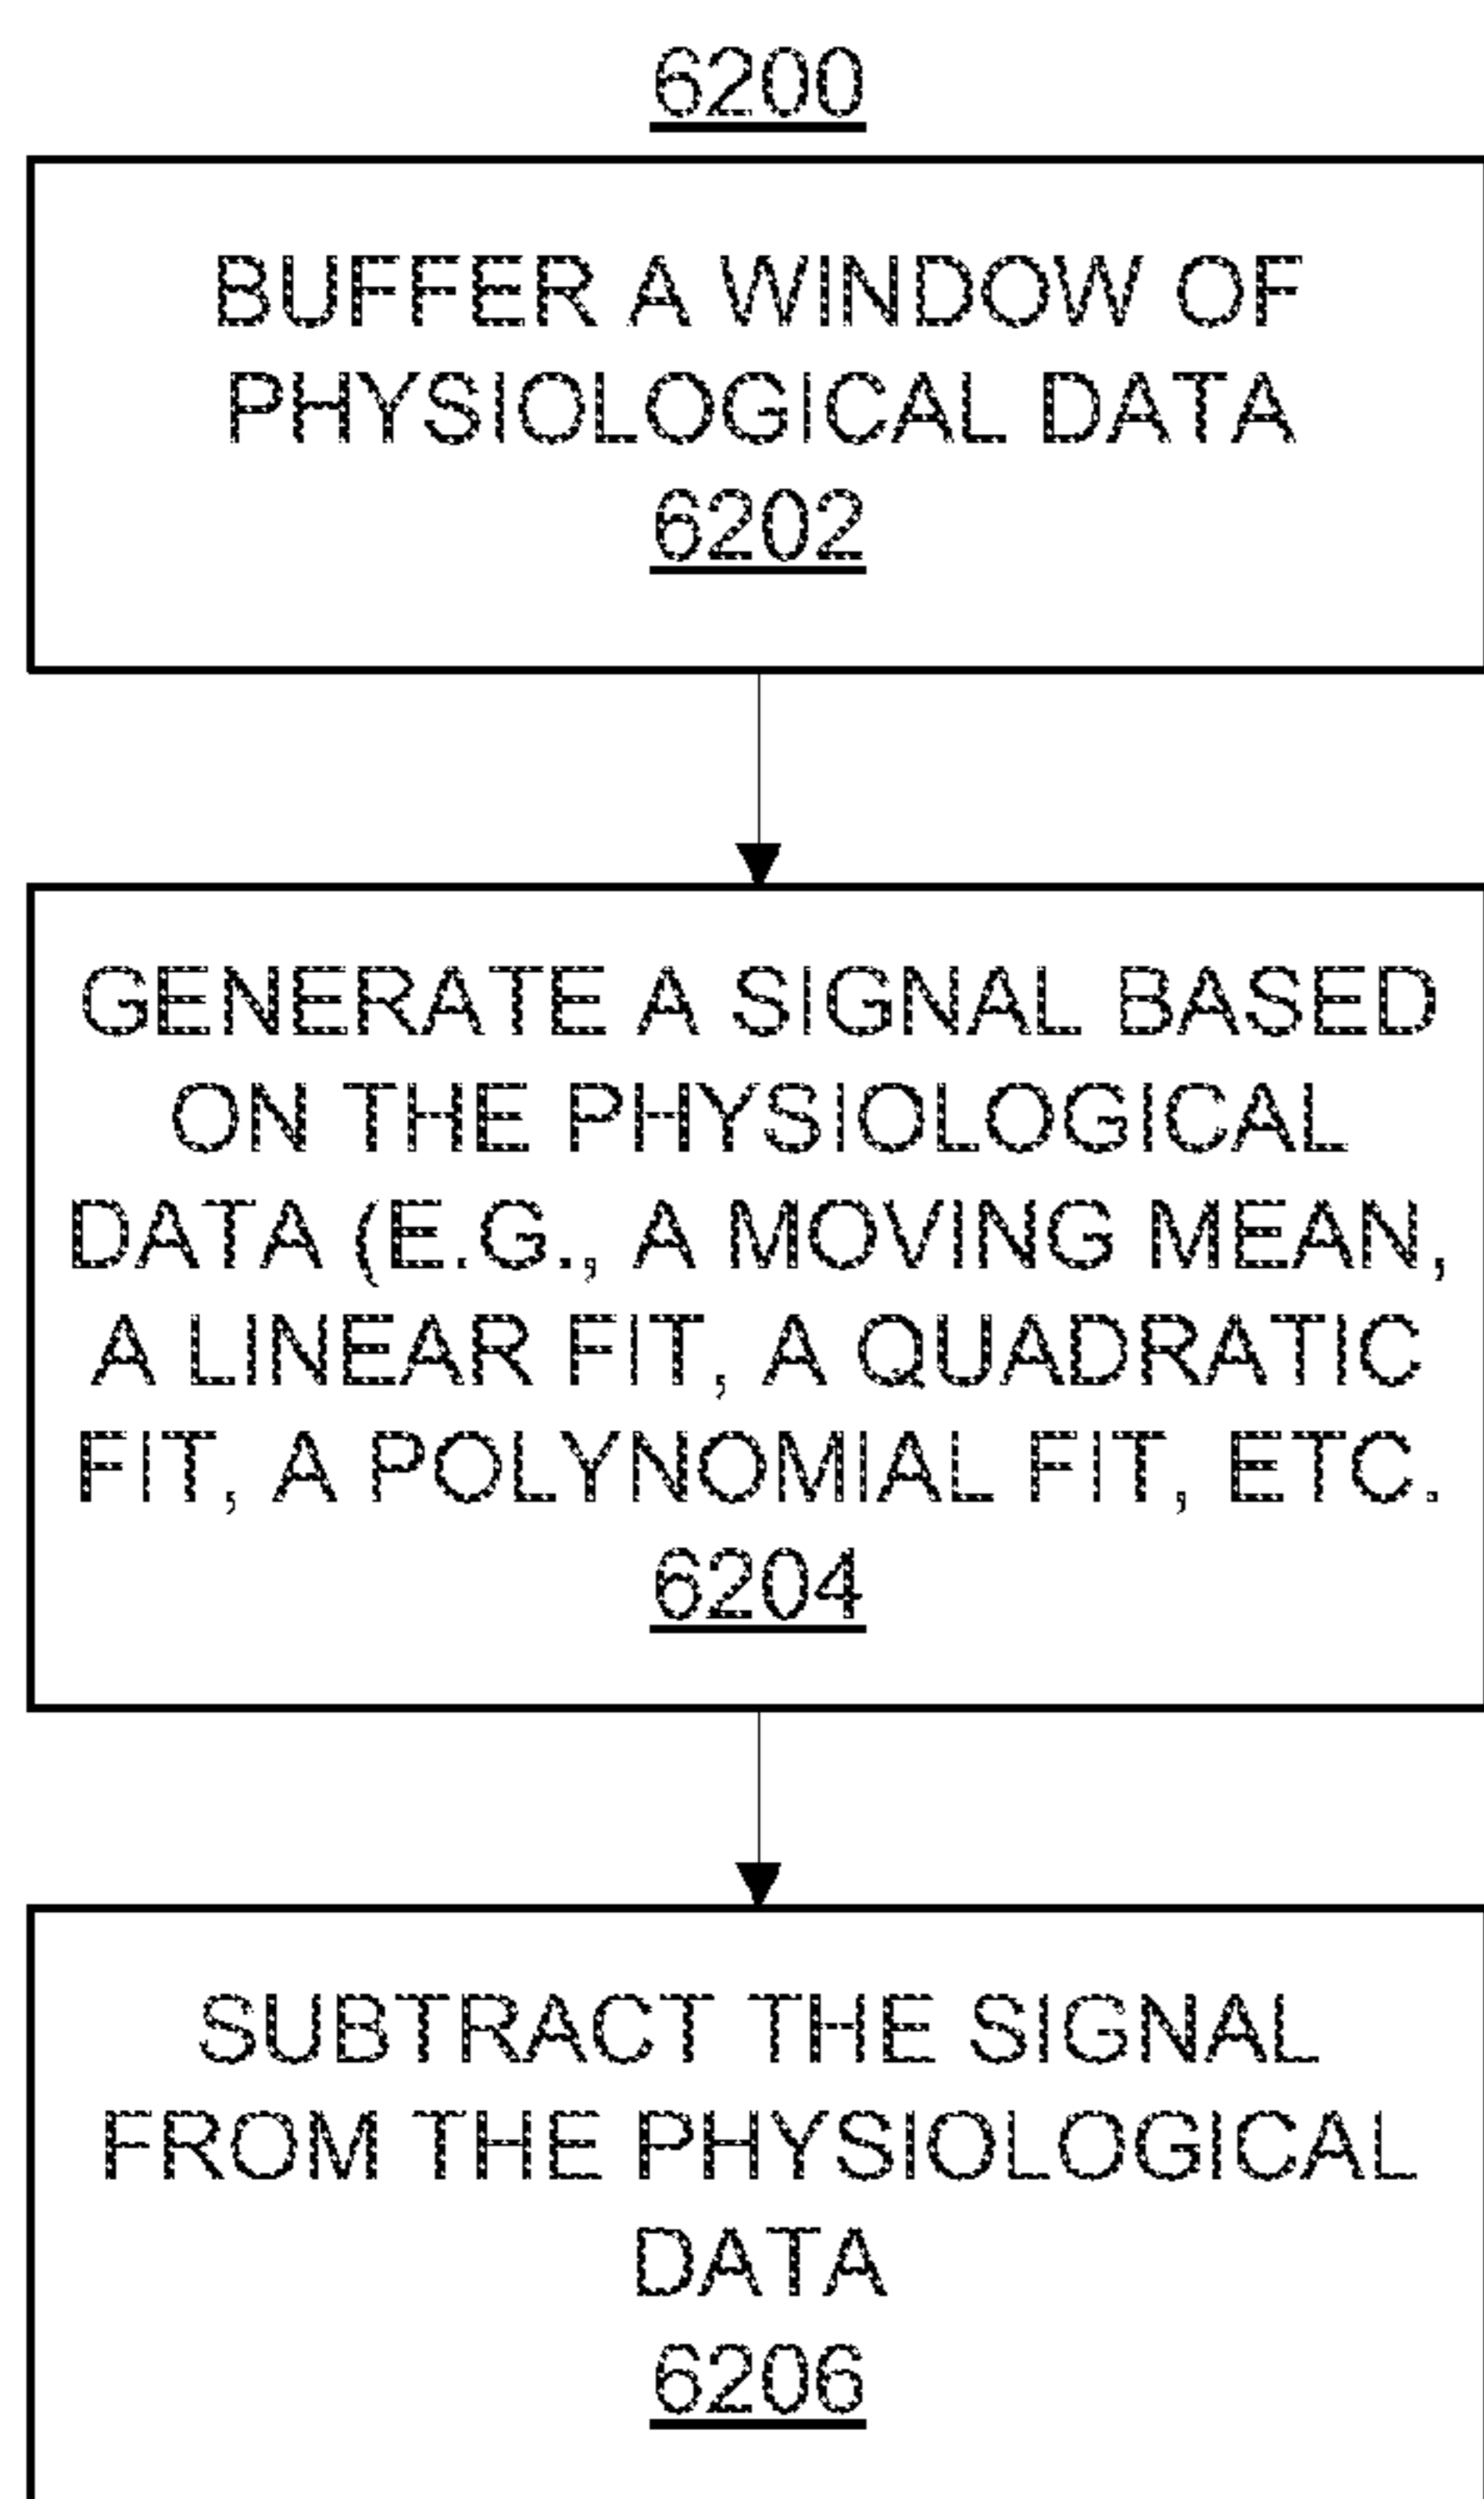 6200
BUFFER A WINDOW OF
PHYSIOLOGICAL DATA
6202
GENERATE A SIGNAL BASED
ON THE PHYSIOLOGICAL
DATA (E.G., A MOVING MEAN,
A LINEAR FIT, A QUADRATIC
FIT, A POLYNOMIAL FIT, ETC.
6204
SUBTRACT THE SIGNAL
FROM THE PHYSIOLOGICAL
DATA
6206